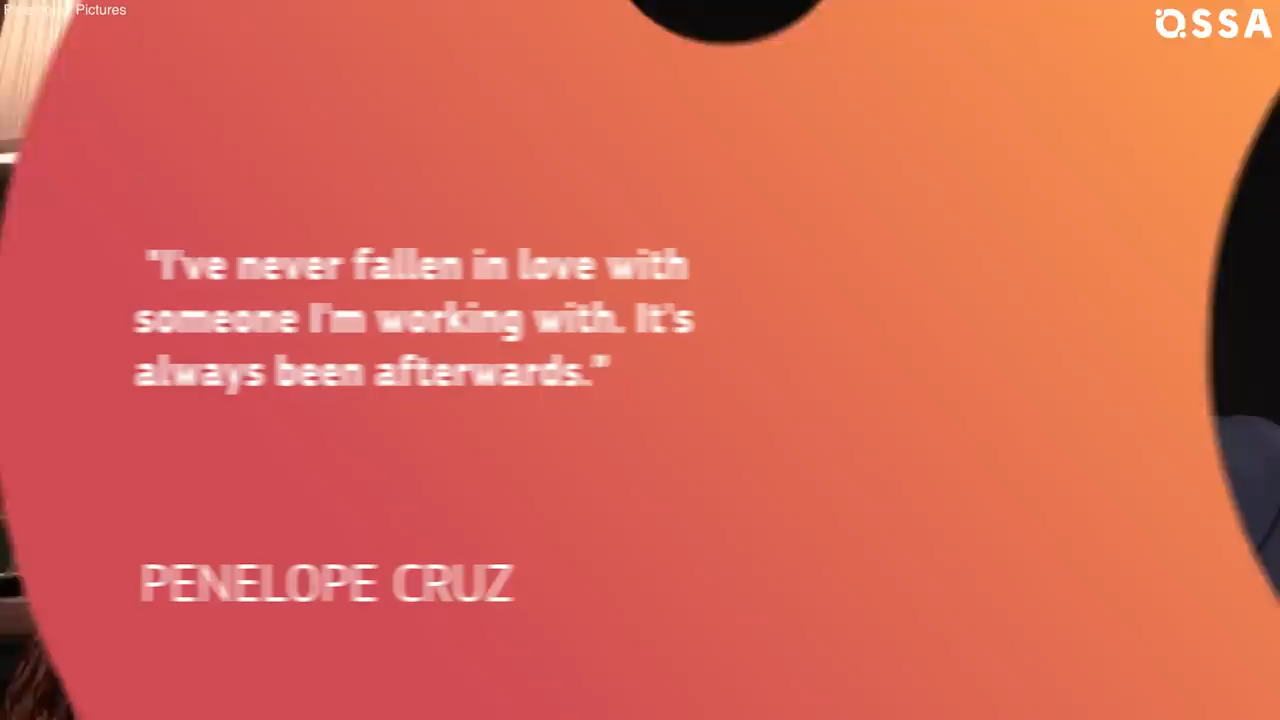 Pictures
OSSA
"I've never fallen in love with
someone I'm working with. It's
always been afterwards."
PENELOPE CRUZ